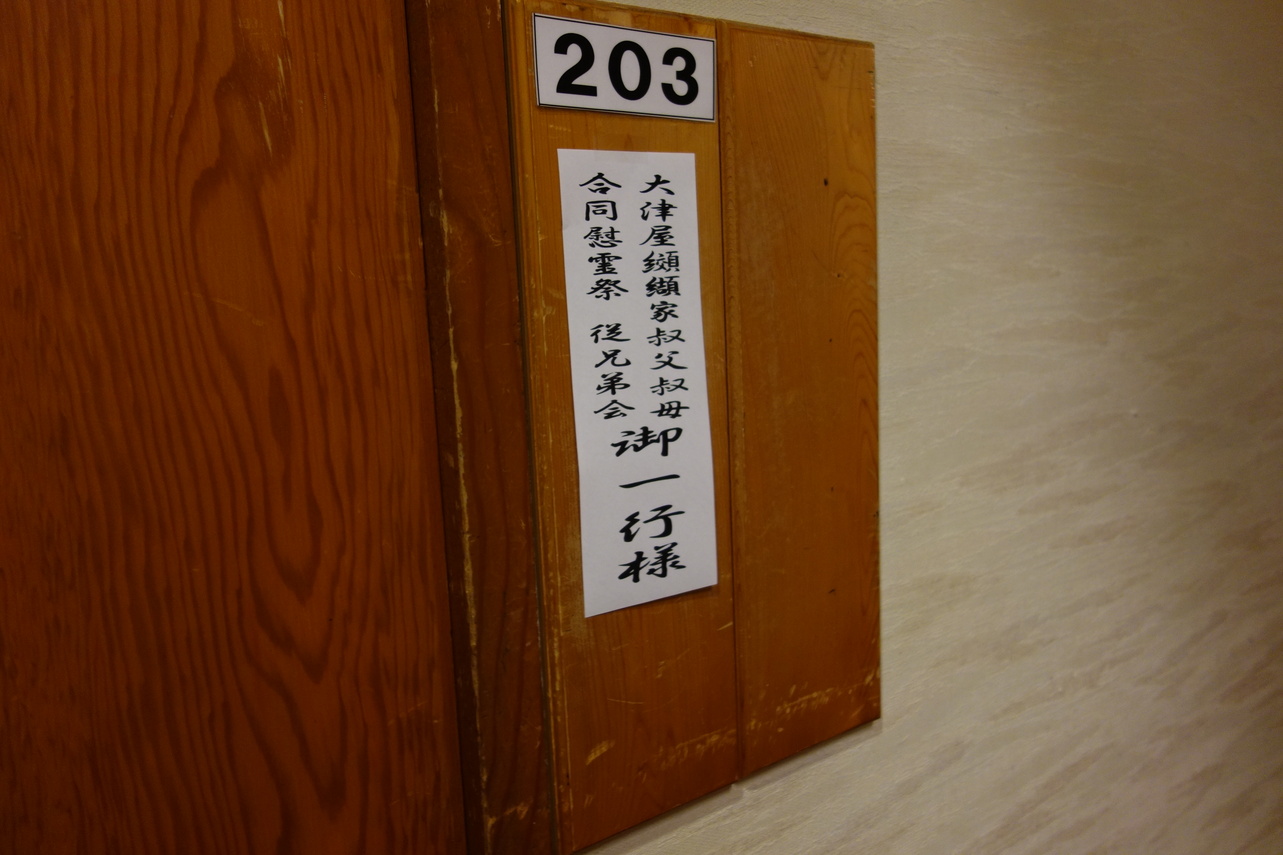 203
大津屋纐纈家叔父叔母
合同慰霊祭 従兄弟会
御一行様